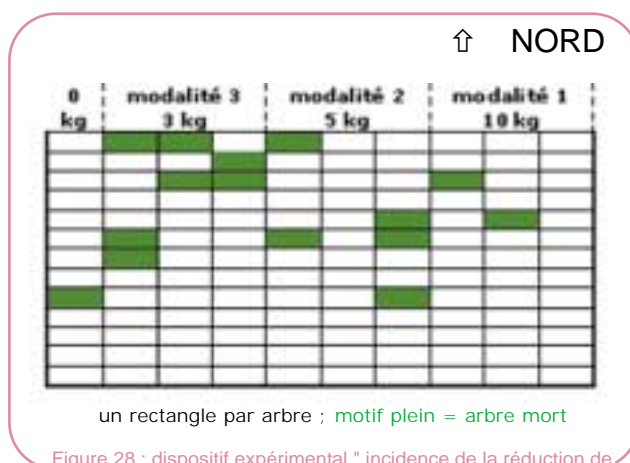 ⇧ NORD
0 modalité 3 modalité 2 modalité 1
kg 3 kg 5 kg 10 kg
un rectangle par arbre ; motif plein = arbre mort
Figure 28 : dispositif expérimental " incidence de la réduction de